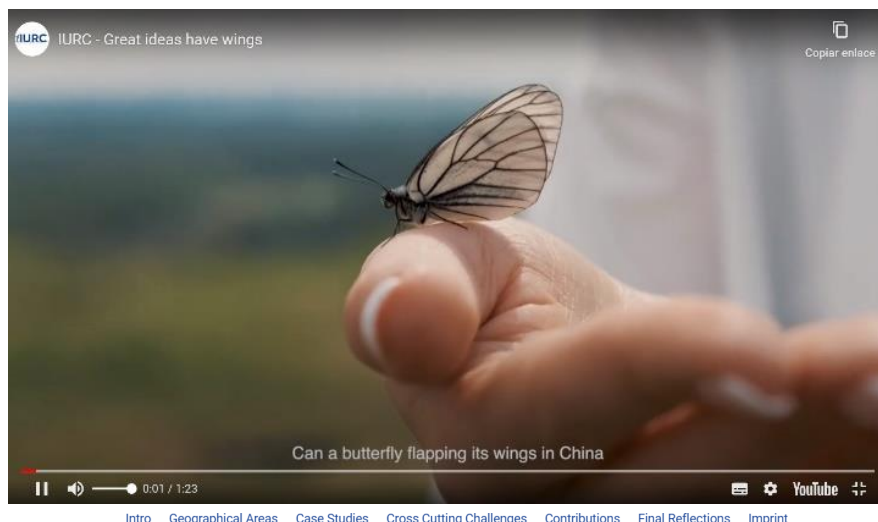 IURC
IURC - Great ideas have wings
Copiar enlace
Can a butterfly flapping its wings in China
0:01 / 1:23
YouTube
Intro Geographical Areas Case Studies Cross Cutting Challenges Contributions Final Reflections Imprint